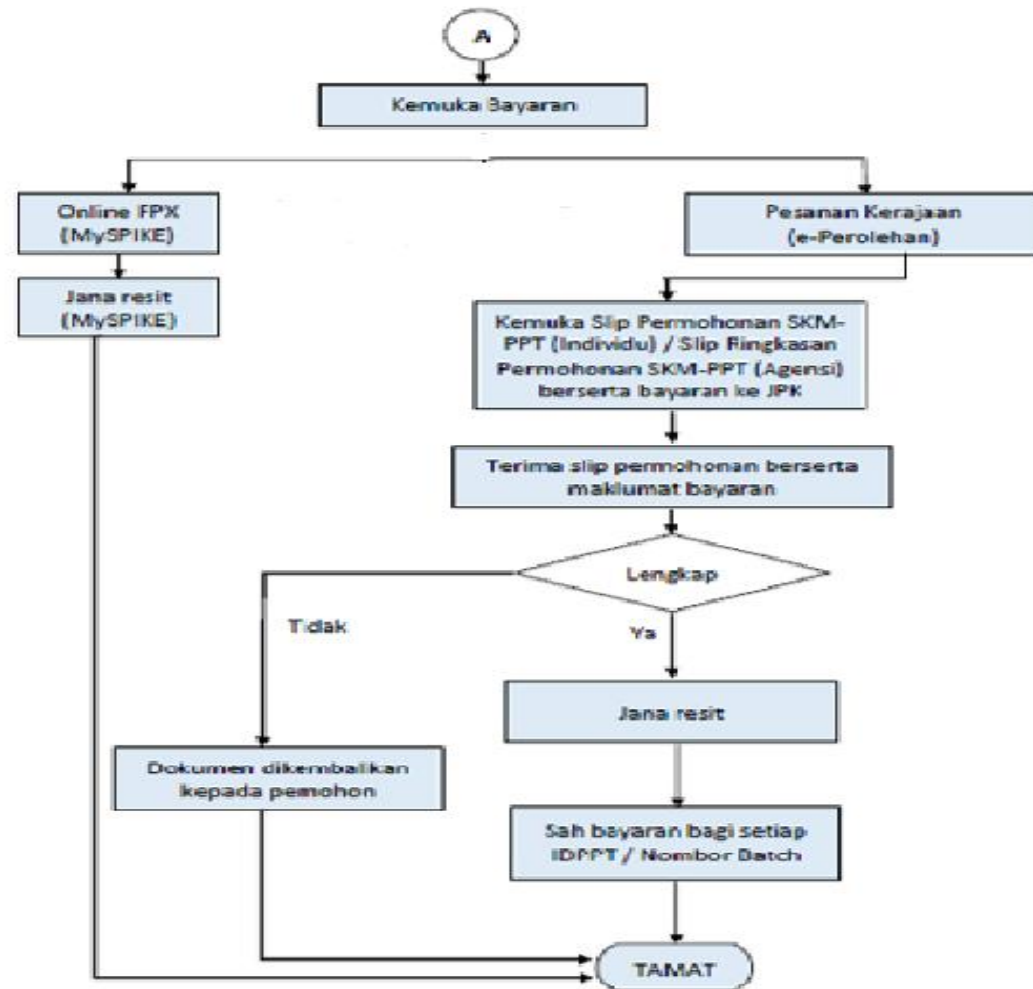 A
Kemuka Bayaran
Online FPX
(MySPIKE)
Pesanan Kerajaan
(e-Perolehan)
Jana resit
(MySPIKE)
Kemuka Slip Permohonan SKM-
PPT (Individu) / Slip Ringkasan
Permohonan SKM-PPT (Agensi)
berserta bayaran ke JPK
Terima slip permohonan berserta
maklumat bayaran
Lengkap
Tidak
Ya
Jana resit
Dokumen dikembalikan
kepada pemohon
Sah bayaran bagi setiap
IDPPT / Nombor Batch
TAMAT